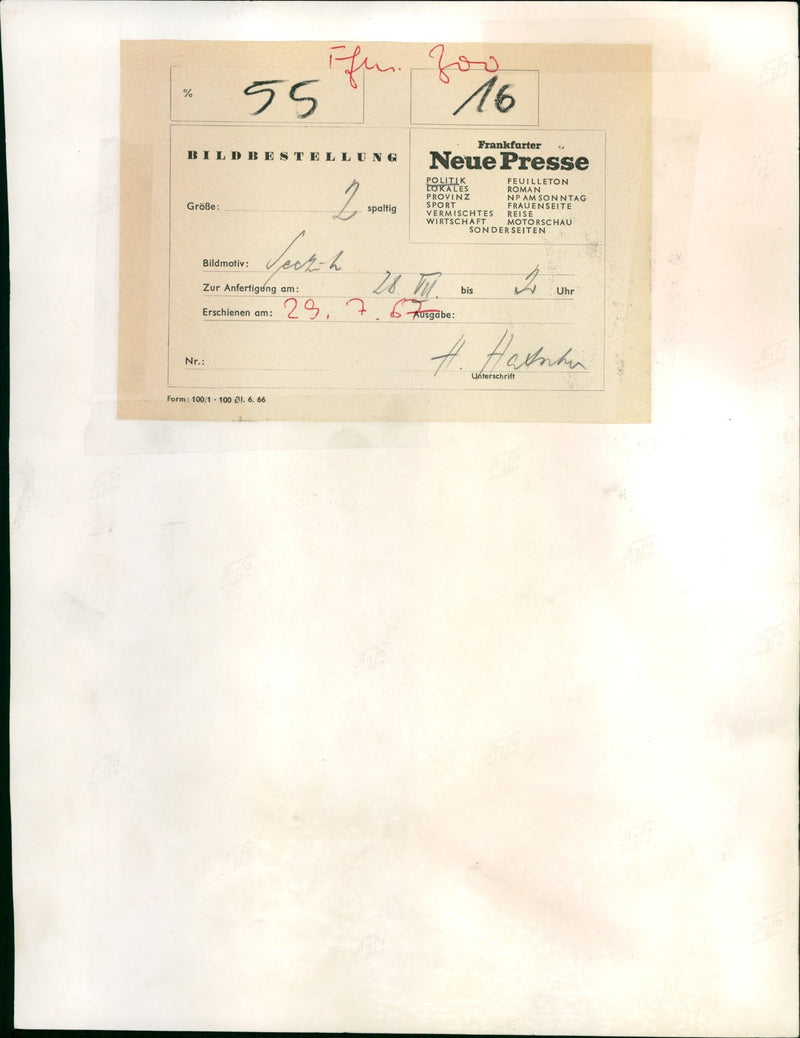 Ffm. Zoo
% 55 16
BILDBESTELLUNG
Größe: 2 spaltig
Frankfurter
Neue Presse
POLITIK FEUILLETON
LOKALES ROMAN
PROVINZ NP AM SONNTAG
SPORT FRAUENSEITE
VERMISCHTES REISE
WIRTSCHAFT MOTORSCHAU
SONDERSEITEN
Bildmotiv:
Zur Anfertigung am: 28 VII. bis 2 Uhr
Erschienen am: 29. 7. 67 Ausgabe:
Nr.: H.
Unterschrift
Form: 100/1 - 100 Bl. 6. 66
Agfa